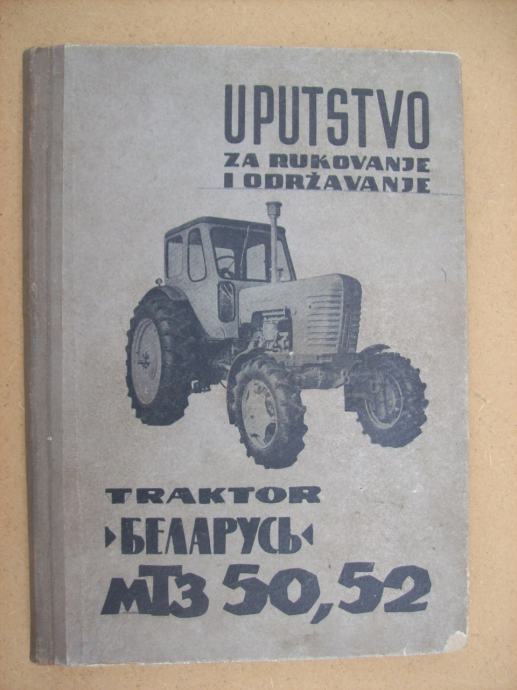 UPUTSTVO
ZA RUKOVANJE
I ODRŽAVANJE
TRAKTOR
›БЕЛАРУСЬ‹
МТЗ 50,52